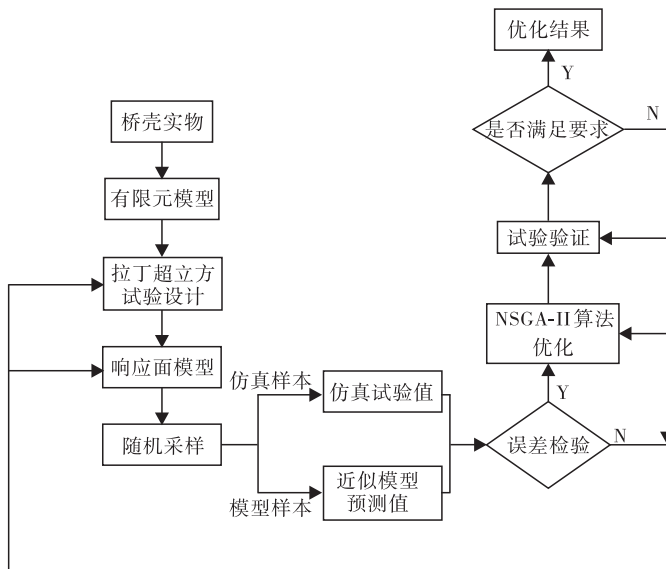 桥壳实物
有限元模型
拉丁超立方
试验设计
响应面模型
随机采样
仿真样本
模型样本
仿真试验值
近似模型
预测值
误差检验
Y
N
NSGA-II算法
优化
试验验证
是否满足要求
Y
N
优化结果